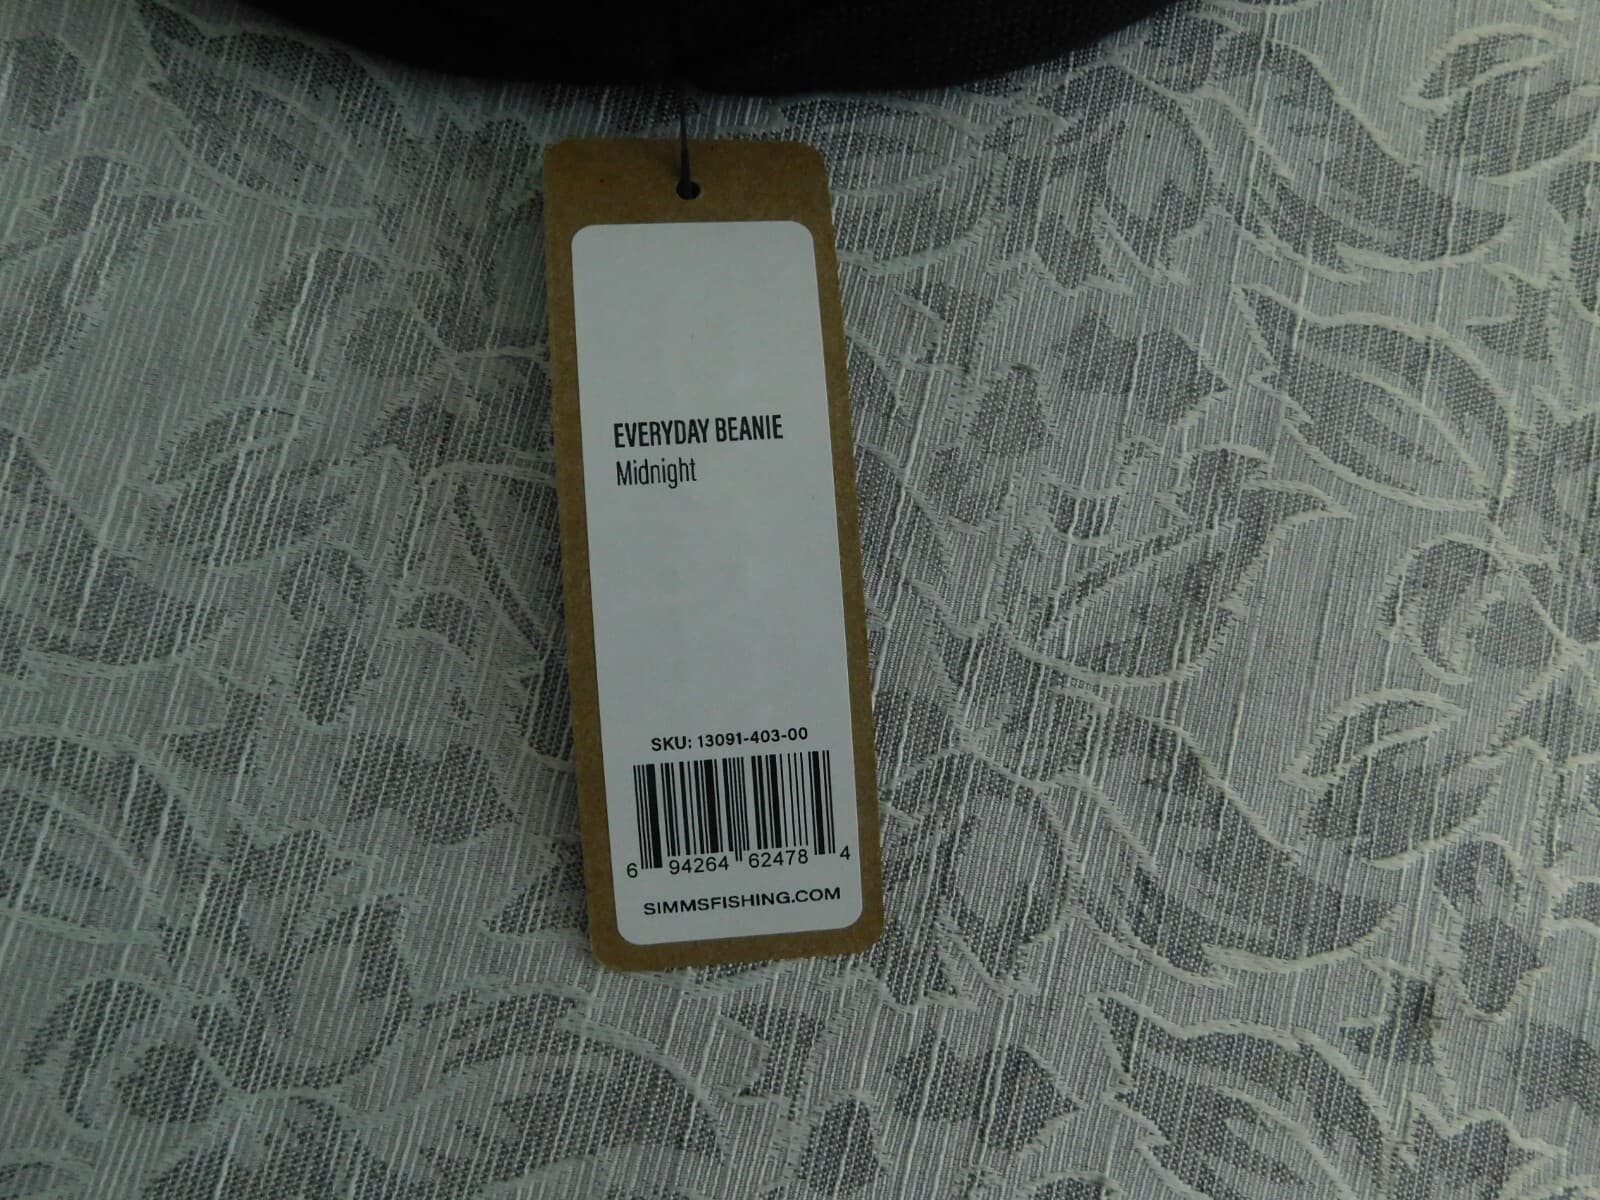 EVERYDAY BEANIE
Midnight
SKU: 13091-403-00
6 94264 62478 4
SIMMSFISHING.COM